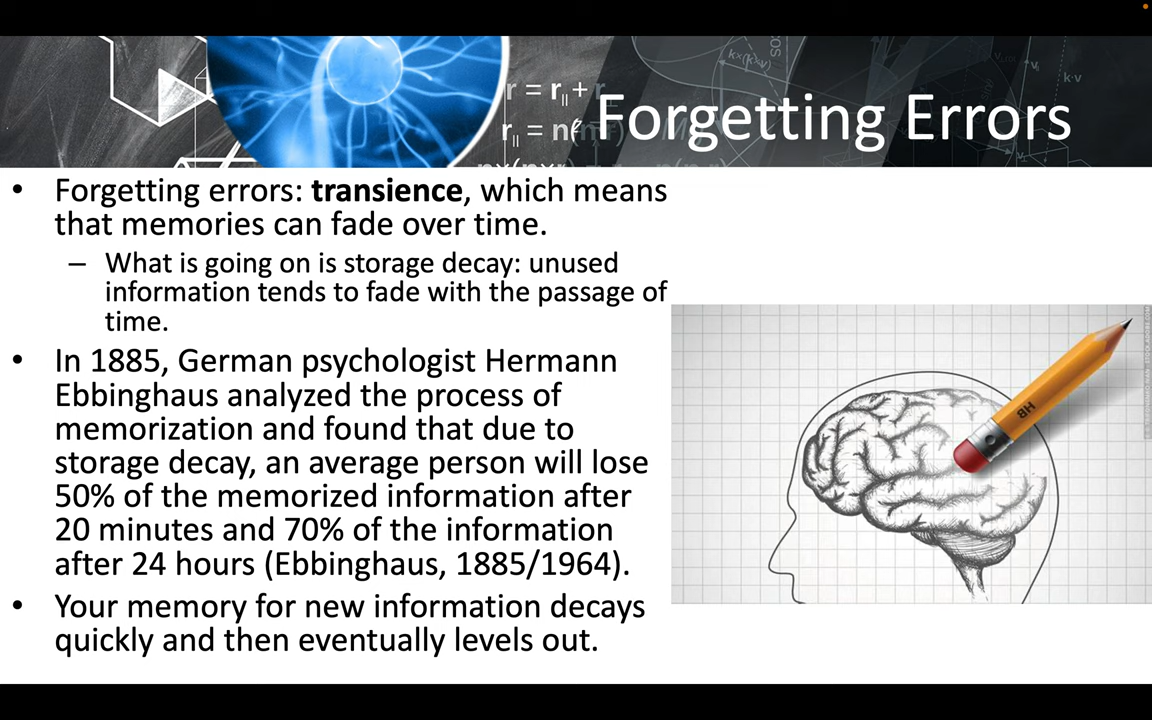 Forgetting Errors
• Forgetting errors: transience, which means
that memories can fade over time.
– What is going on is storage decay: unused
information tends to fade with the passage of
time.
• In 1885, German psychologist Hermann
Ebbinghaus analyzed the process of
memorization and found that due to
storage decay, an average person will lose
50% of the memorized information after
20 minutes and 70% of the information
after 24 hours (Ebbinghaus, 1885/1964).
• Your memory for new information decays
quickly and then eventually levels out.
HB